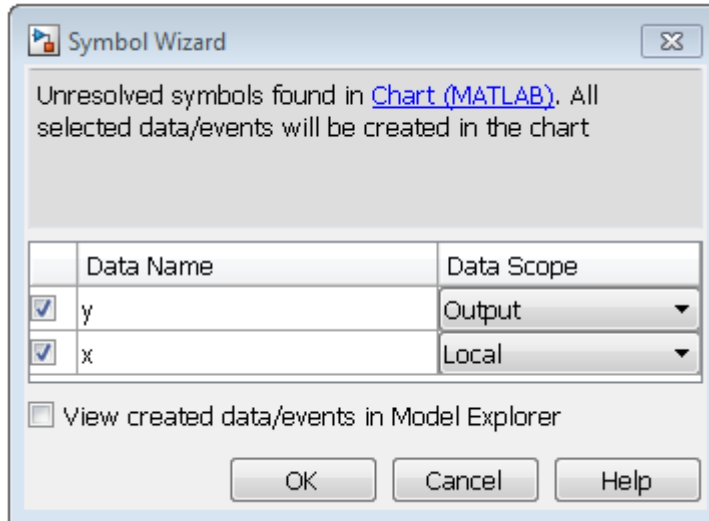 Symbol Wizard
Unresolved symbols found in Chart (MATLAB). All
selected data/events will be created in the chart
Data Name Data Scope
y Output
x Local
View created data/events in Model Explorer
OK Cancel Help